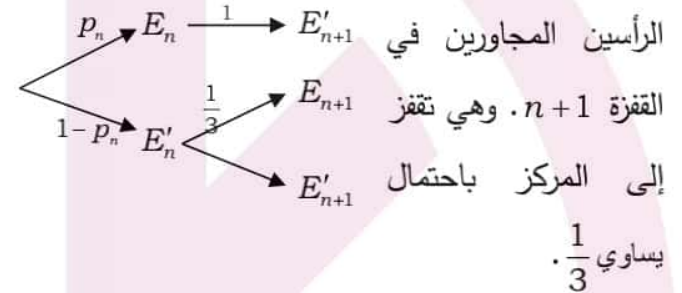 الرأسين المجاورين في
القفزة n+1. وهي تقفز
إلى المركز باحتمال
يساوي 1/3.
p_n E_n 1 E'_{n+1}
1/3 E_{n+1}
1-p_n E'_n
E'_{n+1}